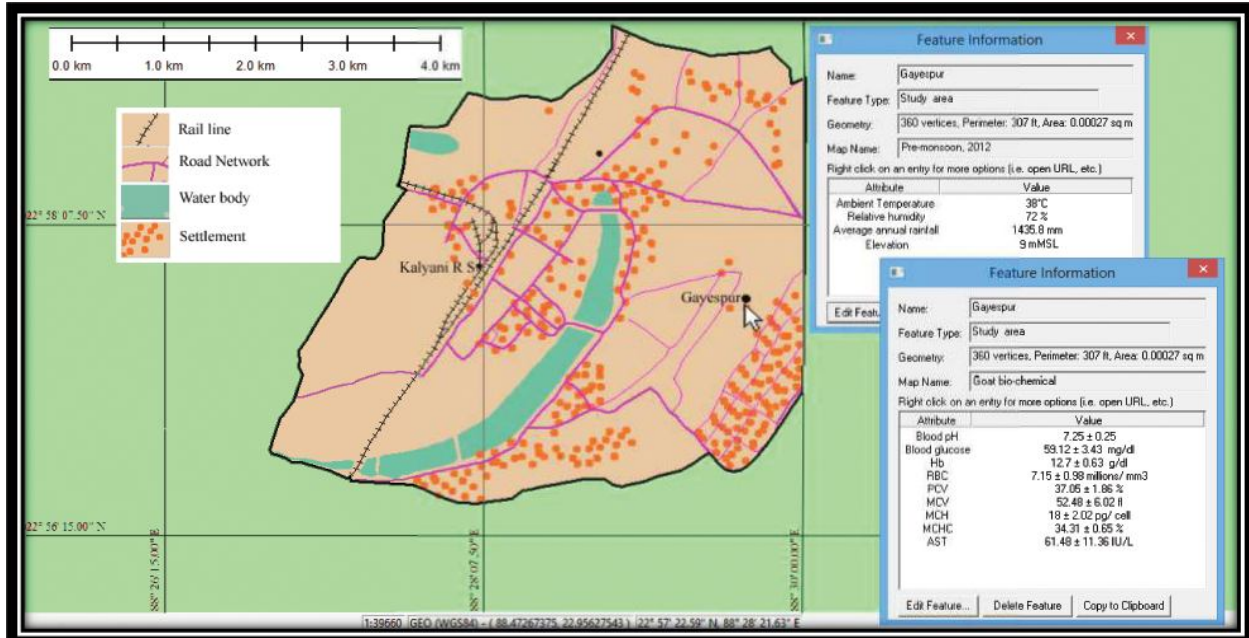 0.0 km 1.0 km 2.0 km 3.0 km 4.0 km
Rail line
Road Network
Water body
Settlement
22° 58' 07.50" N
22° 56' 15.00" N
88° 26' 15.00" E
88° 28' 07.50" E
88° 30' 00.00" E
Kalyani R S
Gayespur
Feature Information
Name: Gayespur
Feature Type: Study area
Geometry: 360 vertices, Perimeter: 307 ft, Area: 0.00027 sq m
Map Name: Pre-monsoon, 2012
Right click on an entry for more options (i.e. open URL, etc.)
Attribute Value
Ambient Temperature 38°C
Relative humidity 72 %
Average annual rainfall 1435.8 mm
Elevation 9 mMSL
Edit Featu
Feature Information
Name: Gayespur
Feature Type: Study area
Geometry: 360 vertices, Perimeter: 307 ft, Area: 0.00027 sq m
Map Name: Goat bio-chemical
Right click on an entry for more options (i.e. open URL, etc.)
Attribute Value
Blood pH 7.25 ± 0.25
Blood glucose 59.12 ± 3.43 mg/dl
Hb 12.7 ± 0.63 g/dl
RBC 7.15 ± 0.98 millions/ mm3
PCV 37.05 ± 1.86 %
MCV 52.48 ± 6.02 fl
MCH 18 ± 2.02 pg/ cell
MCHC 34.31 ± 0.65 %
AST 61.48 ± 11.36 IU/L
Edit Feature... Delete Feature Copy to Clipboard
1:39660 GEO (WGS84) - ( 88.47267375, 22.95627543 ) 22° 57' 22.59" N, 88° 28' 21.63" E